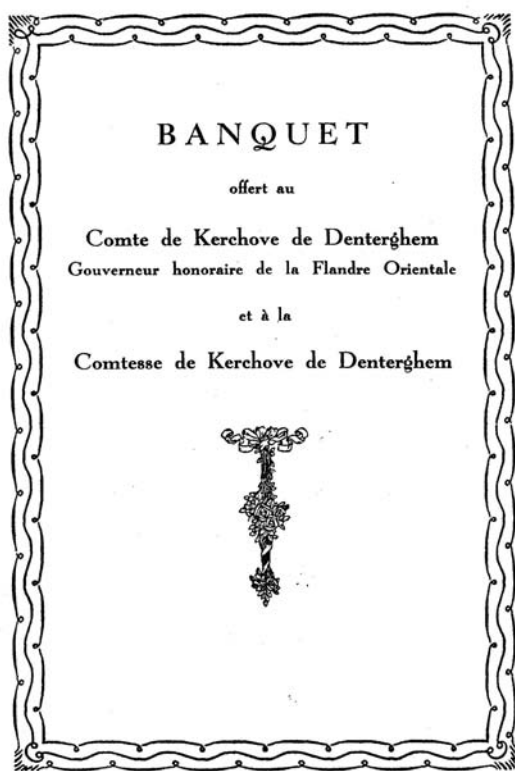 BANQUET
offert au
Comte de Kerchove de Denterghem
Gouverneur honoraire de la Flandre Orientale
et à la
Comtesse de Kerchove de Denterghem